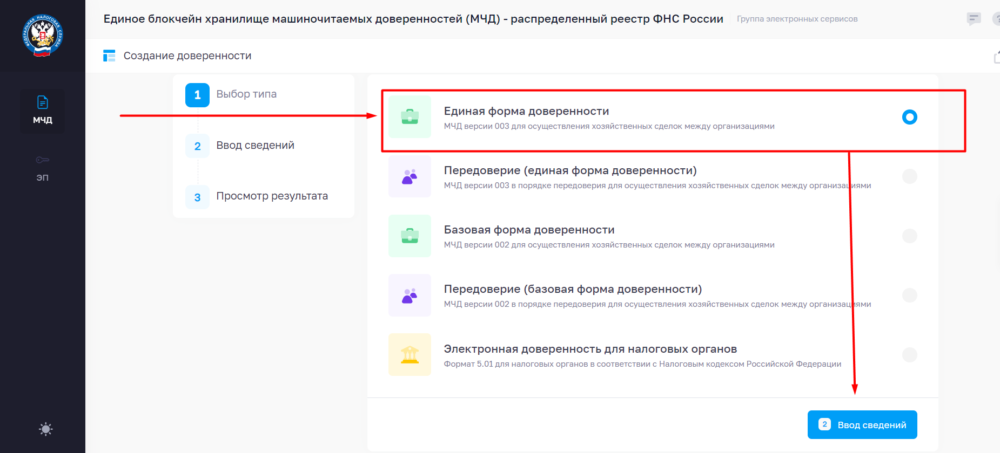 Единое блокчейн хранилище машиночитаемых доверенностей (МЧД) - распределенный реестр ФНС России
Группа электронных сервисов
?
ФЕДЕРАЛЬНАЯ НАЛОГОВАЯ СЛУЖБА
Создание доверенности
МЧД
ЭП
1 Выбор типа
2 Ввод сведений
3 Просмотр результата
Единая форма доверенности
МЧД версии 003 для осуществления хозяйственных сделок между организациями
Передоверие (единая форма доверенности)
МЧД версии 003 в порядке передоверия для осуществления хозяйственных сделок между организациями
Базовая форма доверенности
МЧД версии 002 для осуществления хозяйственных сделок между организациями
Передоверие (базовая форма доверенности)
МЧД версии 002 в порядке передоверия для осуществления хозяйственных сделок между организациями
Электронная доверенность для налоговых органов
Формат 5.01 для налоговых органов в соответствии с Налоговым кодексом Российской Федерации
2 Ввод сведений